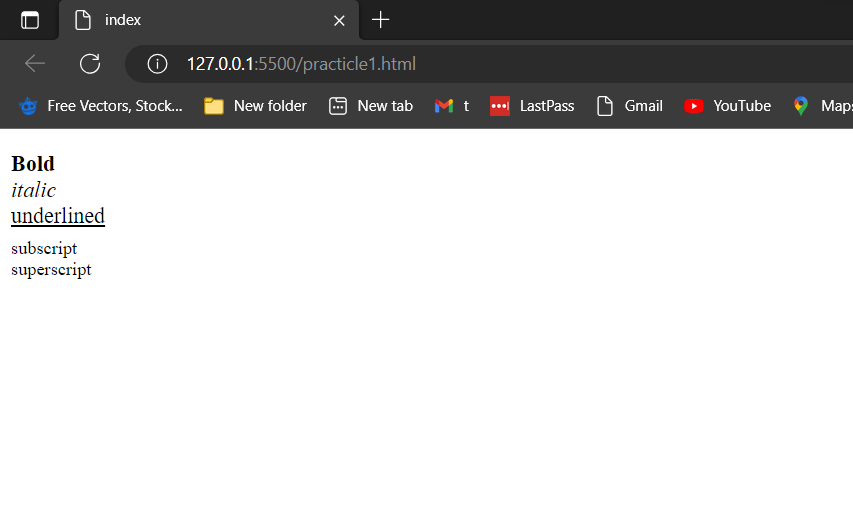 index
127.0.0.1:5500/practicle1.html
Free Vectors, Stock... New folder New tab t LastPass Gmail YouTube Maps
Bold
italic
underlined
subscript
superscript